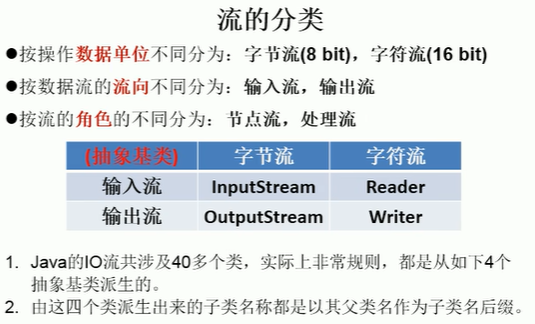 流的分类
●按操作数据单位不同分为：字节流(8 bit)，字符流(16 bit)
●按数据流的流向不同分为：输入流，输出流
●按流的角色的不同分为：节点流，处理流
(抽象基类) 字节流 字符流
输入流 InputStream Reader
输出流 OutputStream Writer
1. Java的IO流共涉及40多个类，实际上非常规则，都是从如下4个
抽象基类派生的。
2. 由这四个类派生出来的子类名称都是以其父类名作为子类名后缀。